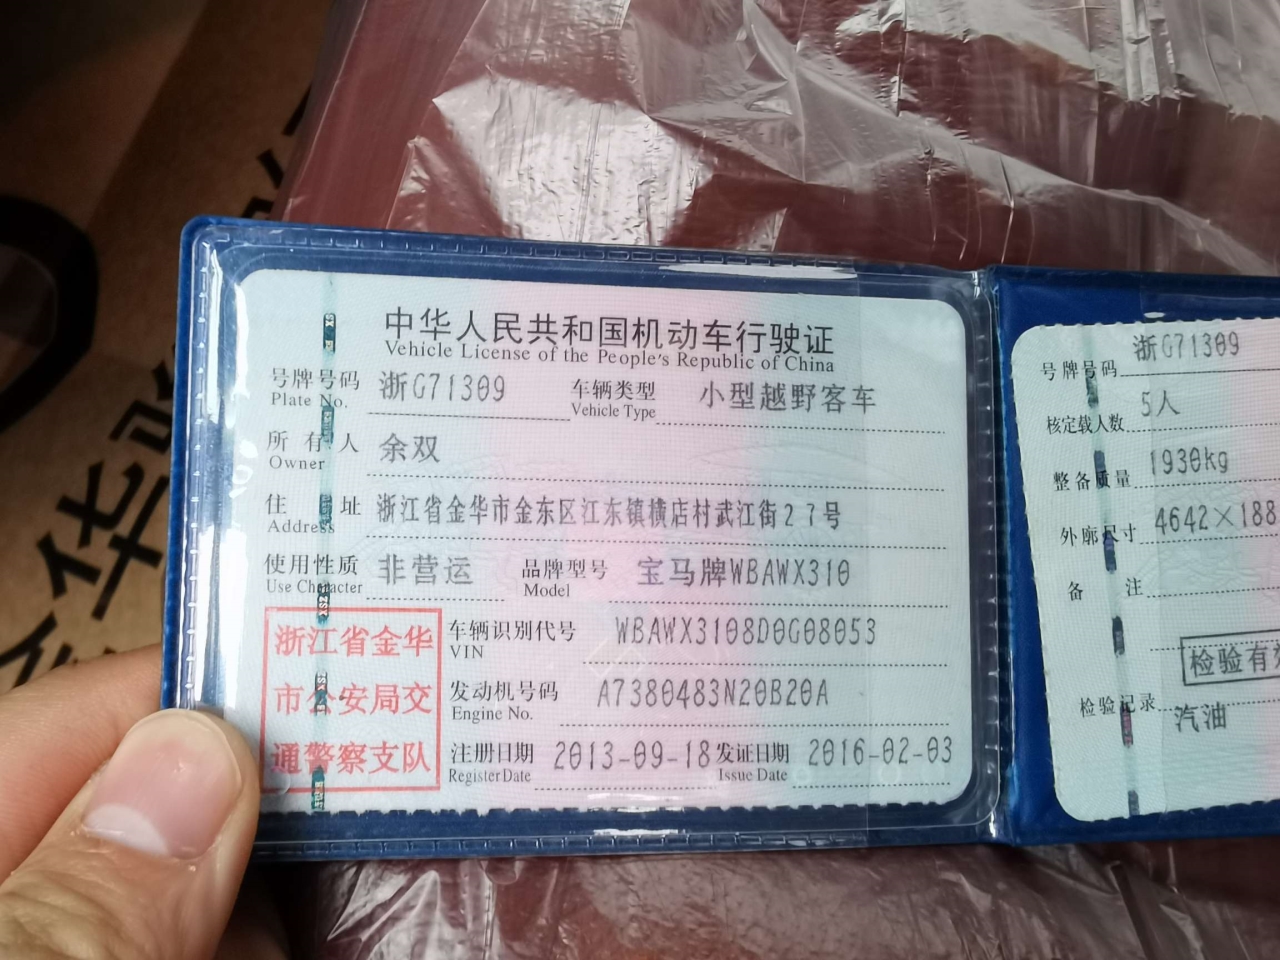 中华人民共和国机动车行驶证
Vehicle License of the People's Republic of China
号牌号码 浙G71309 车辆类型 小型越野客车
Plate No. Vehicle Type
所有人 余双
Owner
住址 浙江省金华市金东区江东镇横店村武江街27号
Address
使用性质 非营运 品牌型号 宝马牌WBAWX310
Use Character Model
浙江省金华
市公安局交
通警察支队
车辆识别代号 WBAWX3108D0G08053
VIN
发动机号码 A7380483N20B20A
Engine No.
注册日期 2013-09-18 发证日期 2016-02-03
Register Date Issue Date
号牌号码 浙G71309
核定载人数 5人
整备质量 1930kg
外廓尺寸 4642×188
备注
检验有
检验记录
汽油
华